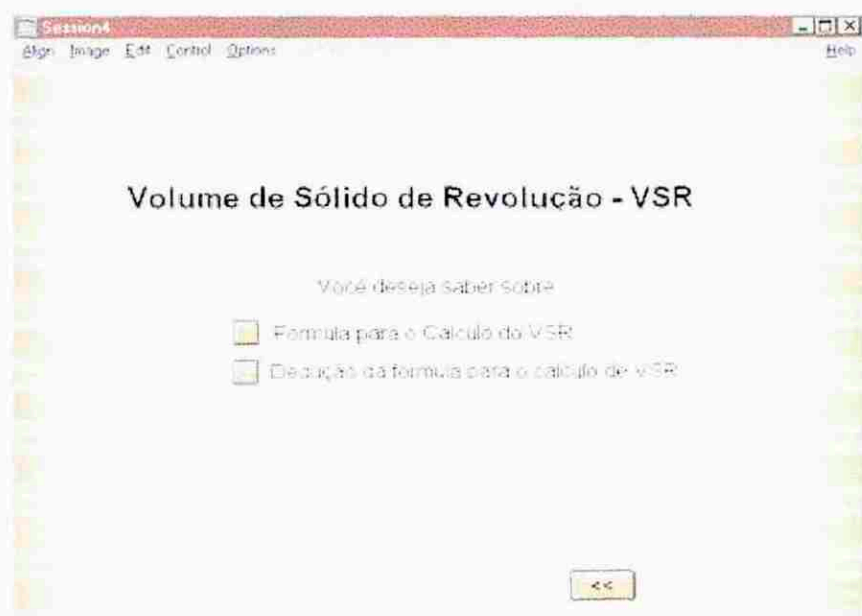 Session4
Align Image Edit Control Options Help
Volume de Sólido de Revolução - VSR
Você deseja saber sobre
Formula para o Calculo do VSR
Dedução da formula para o calculo de VSR
<<